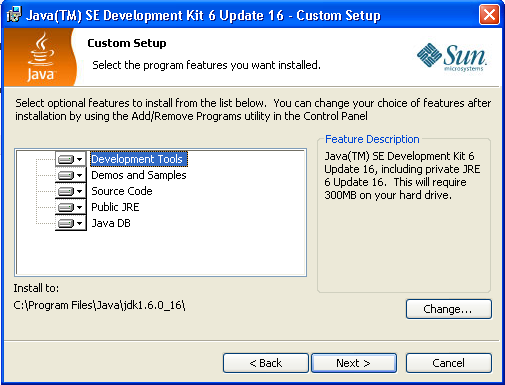 Java(TM) SE Development Kit 6 Update 16 - Custom Setup
Custom Setup
Select the program features you want installed.
Java
Sun
microsystems
Select optional features to install from the list below. You can change your choice of features after
installation by using the Add/Remove Programs utility in the Control Panel
Development Tools
Demos and Samples
Source Code
Public JRE
Java DB
Feature Description
Java(TM) SE Development Kit 6
Update 16, including private JRE
6 Update 16. This will require
300MB on your hard drive.
Install to:
C:\Program Files\Java\jdk1.6.0_16\
Change...
< Back
Next >
Cancel